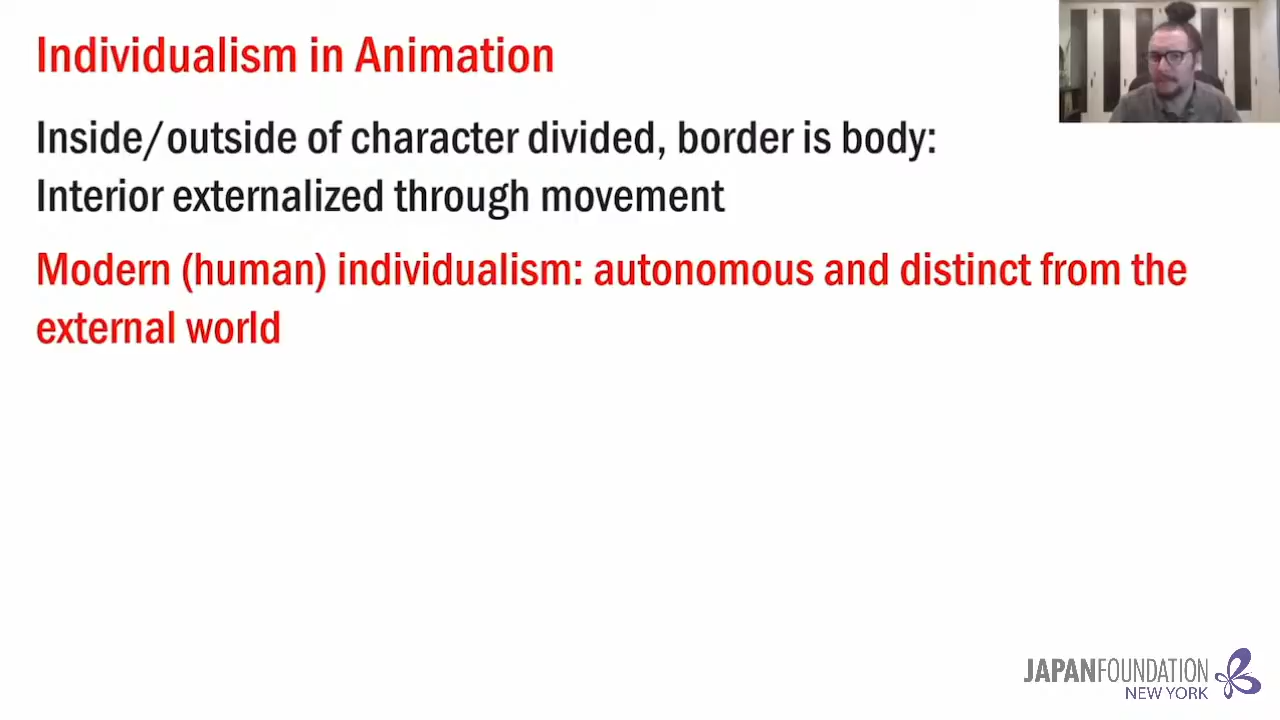 Individualism in Animation
Inside/outside of character divided, border is body:
Interior externalized through movement
Modern (human) individualism: autonomous and distinct from the
external world
JAPANFOUNDATION
NEW YORK